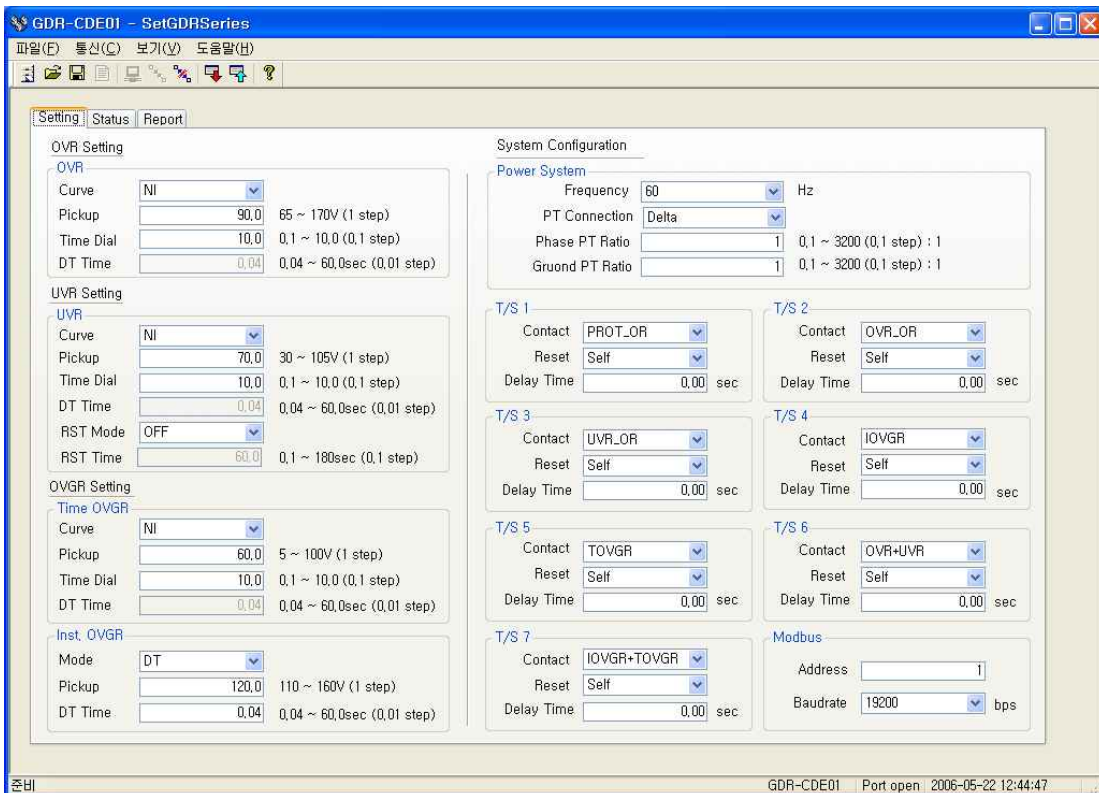 GDR-CDE01 - SetGDRSeries
파일(F) 통신(C) 보기(V) 도움말(H)
Setting Status Report
OVR Setting
OVR
Curve NI
Pickup 90,0 65 ~ 170V (1 step)
Time Dial 10,0 0,1 ~ 10,0 (0,1 step)
DT Time 0,04 0,04 ~ 60,0sec (0,01 step)
UVR Setting
UVR
Curve NI
Pickup 70,0 30 ~ 105V (1 step)
Time Dial 10,0 0,1 ~ 10,0 (0,1 step)
DT Time 0,04 0,04 ~ 60,0sec (0,01 step)
RST Mode OFF
RST Time 60,0 0,1 ~ 180sec (0,1 step)
OVGR Setting
Time OVGR
Curve NI
Pickup 60,0 5 ~ 100V (1 step)
Time Dial 10,0 0,1 ~ 10,0 (0,1 step)
DT Time 0,04 0,04 ~ 60,0sec (0,01 step)
Inst, OVGR
Mode DT
Pickup 120,0 110 ~ 160V (1 step)
DT Time 0,04 0,04 ~ 60,0sec (0,01 step)
System Configuration
Power System
Frequency 60 Hz
PT Connection Delta
Phase PT Ratio 1 0,1 ~ 3200 (0,1 step) : 1
Gruond PT Ratio 1 0,1 ~ 3200 (0,1 step) : 1
T/S 1
Contact PROT_OR
Reset Self
Delay Time 0,00 sec
T/S 2
Contact OVR_OR
Reset Self
Delay Time 0,00 sec
T/S 3
Contact UVR_OR
Reset Self
Delay Time 0,00 sec
T/S 4
Contact IOVGR
Reset Self
Delay Time 0,00 sec
T/S 5
Contact TOVGR
Reset Self
Delay Time 0,00 sec
T/S 6
Contact OVR+UVR
Reset Self
Delay Time 0,00 sec
T/S 7
Contact IOVGR+TOVGR
Reset Self
Delay Time 0,00 sec
Modbus
Address 1
Baudrate 19200 bps
준비 GDR-CDE01 Port open 2006-05-22 12:44:47